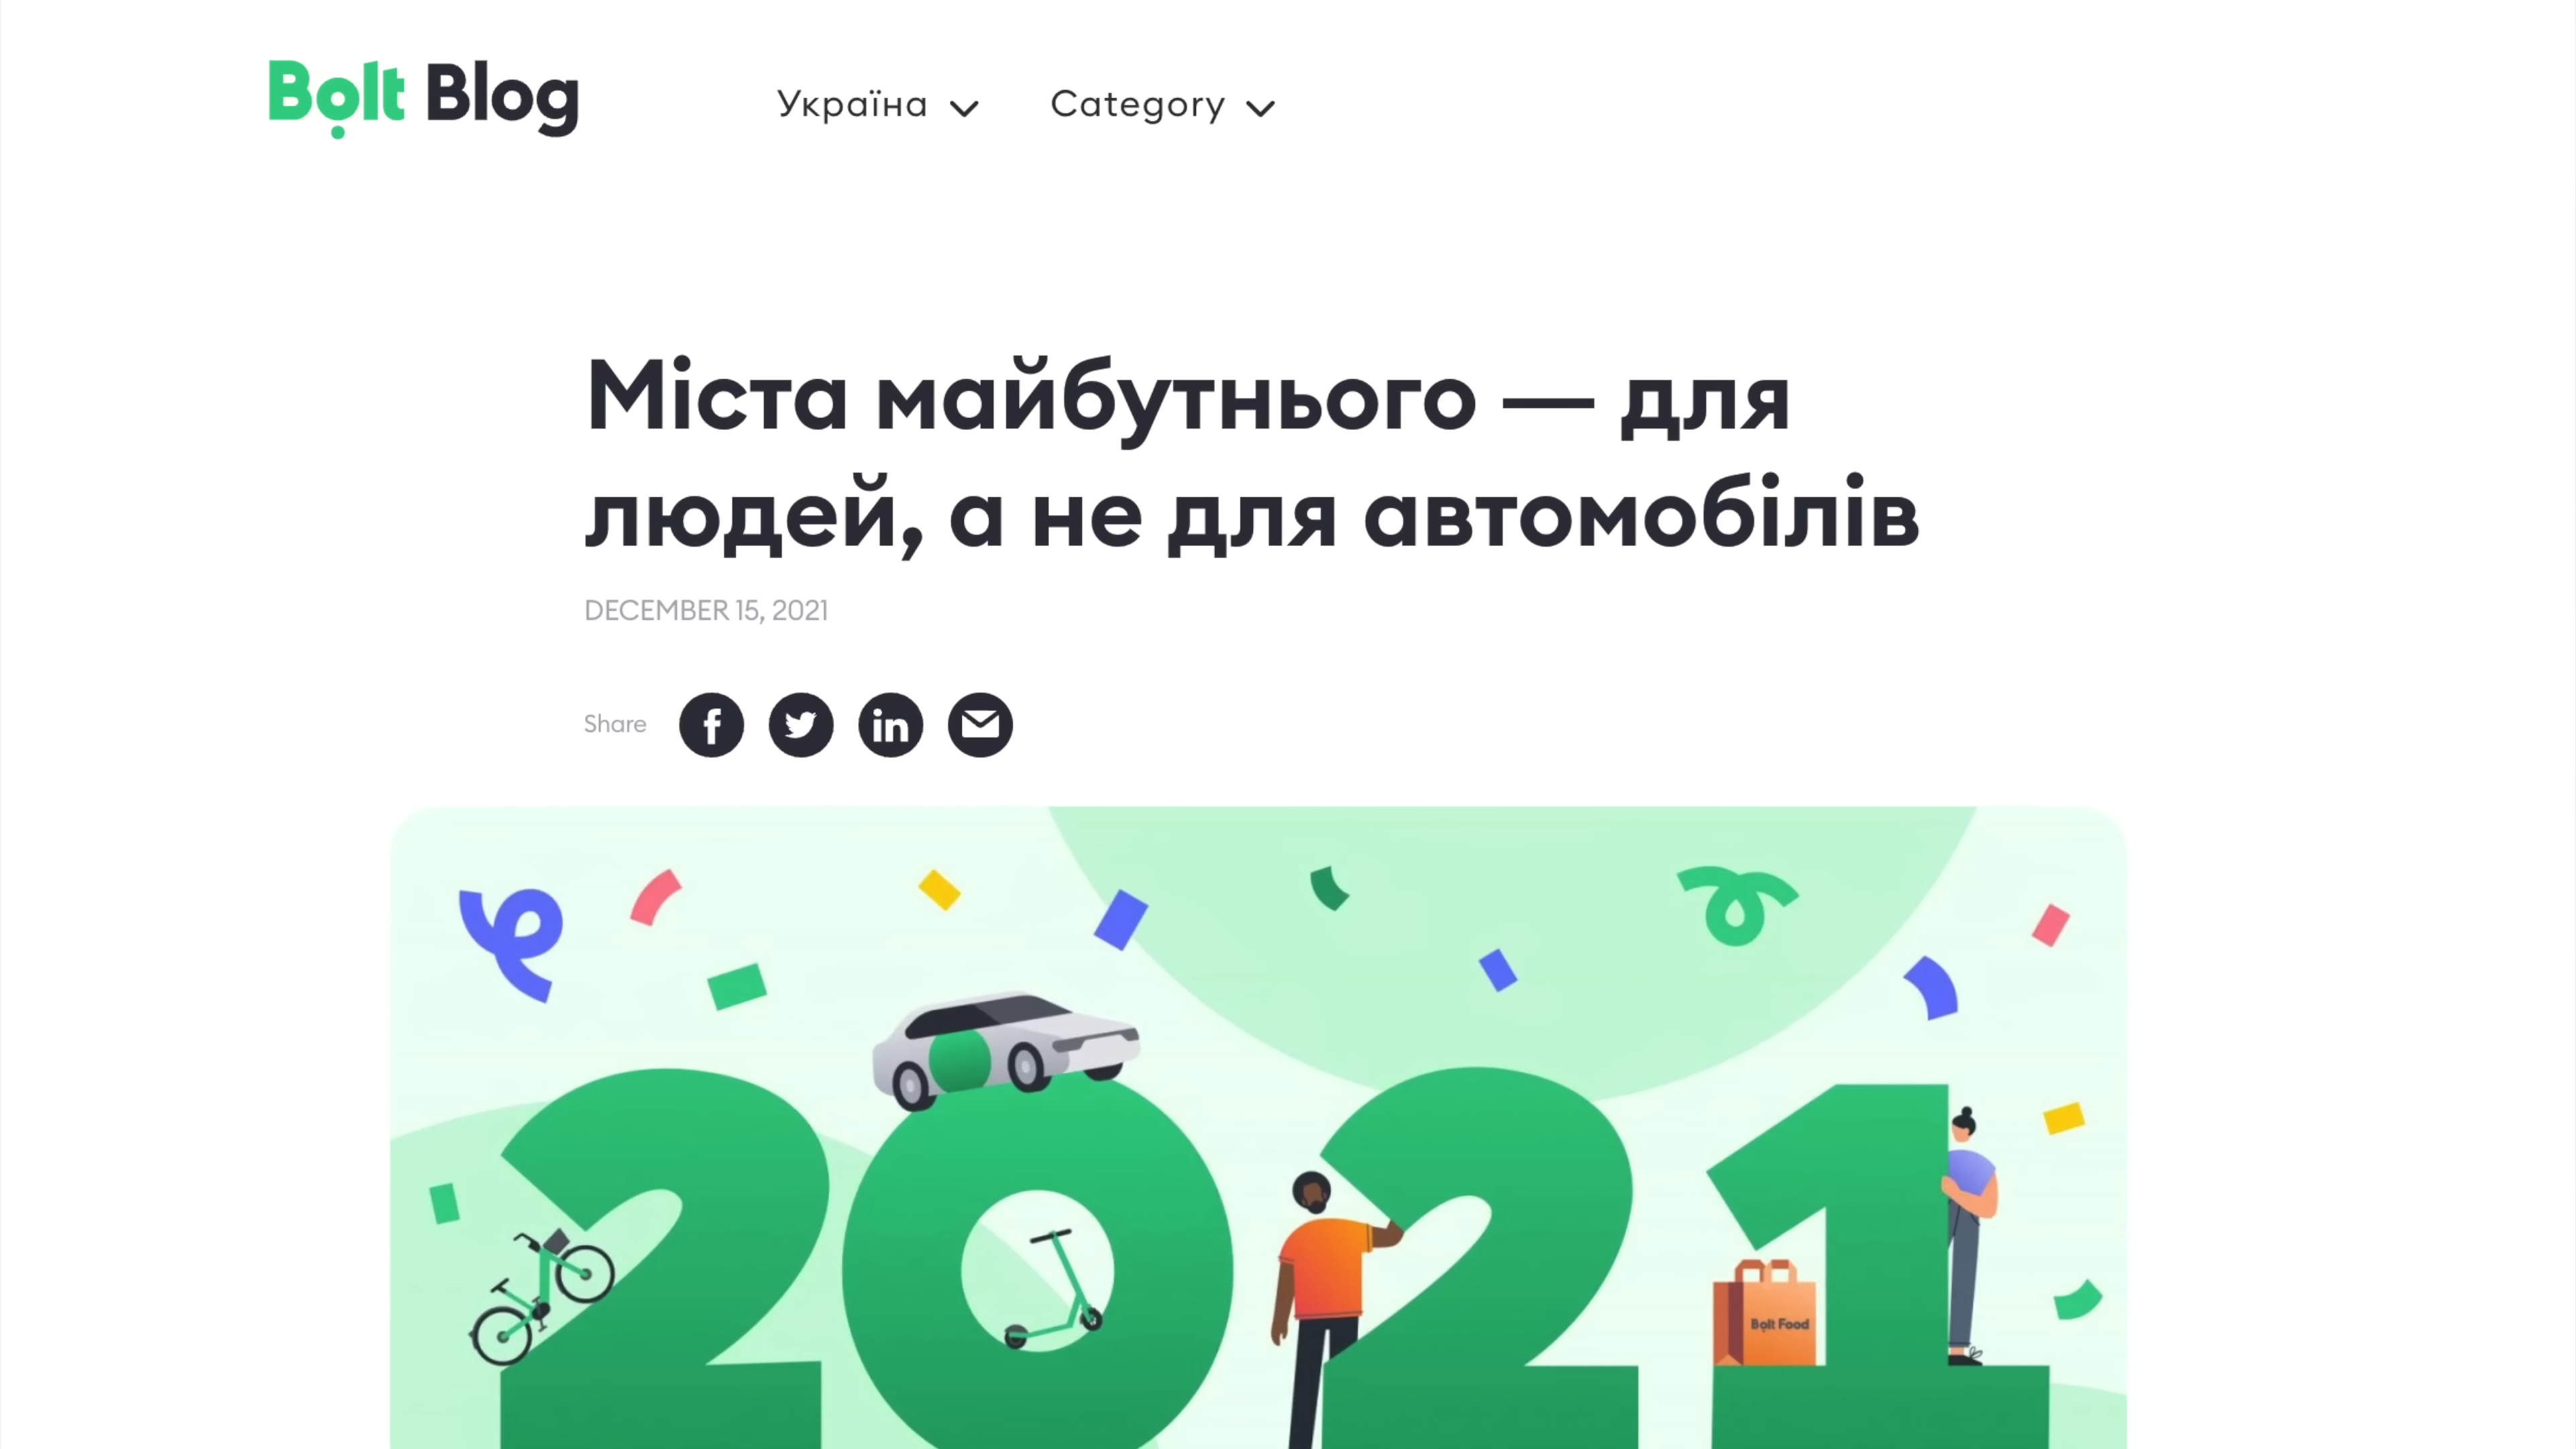 Bolt Blog
Україна
Category
Міста майбутнього — для
людей, а не для автомобілів
DECEMBER 15, 2021
Share
2021
Bolt Food